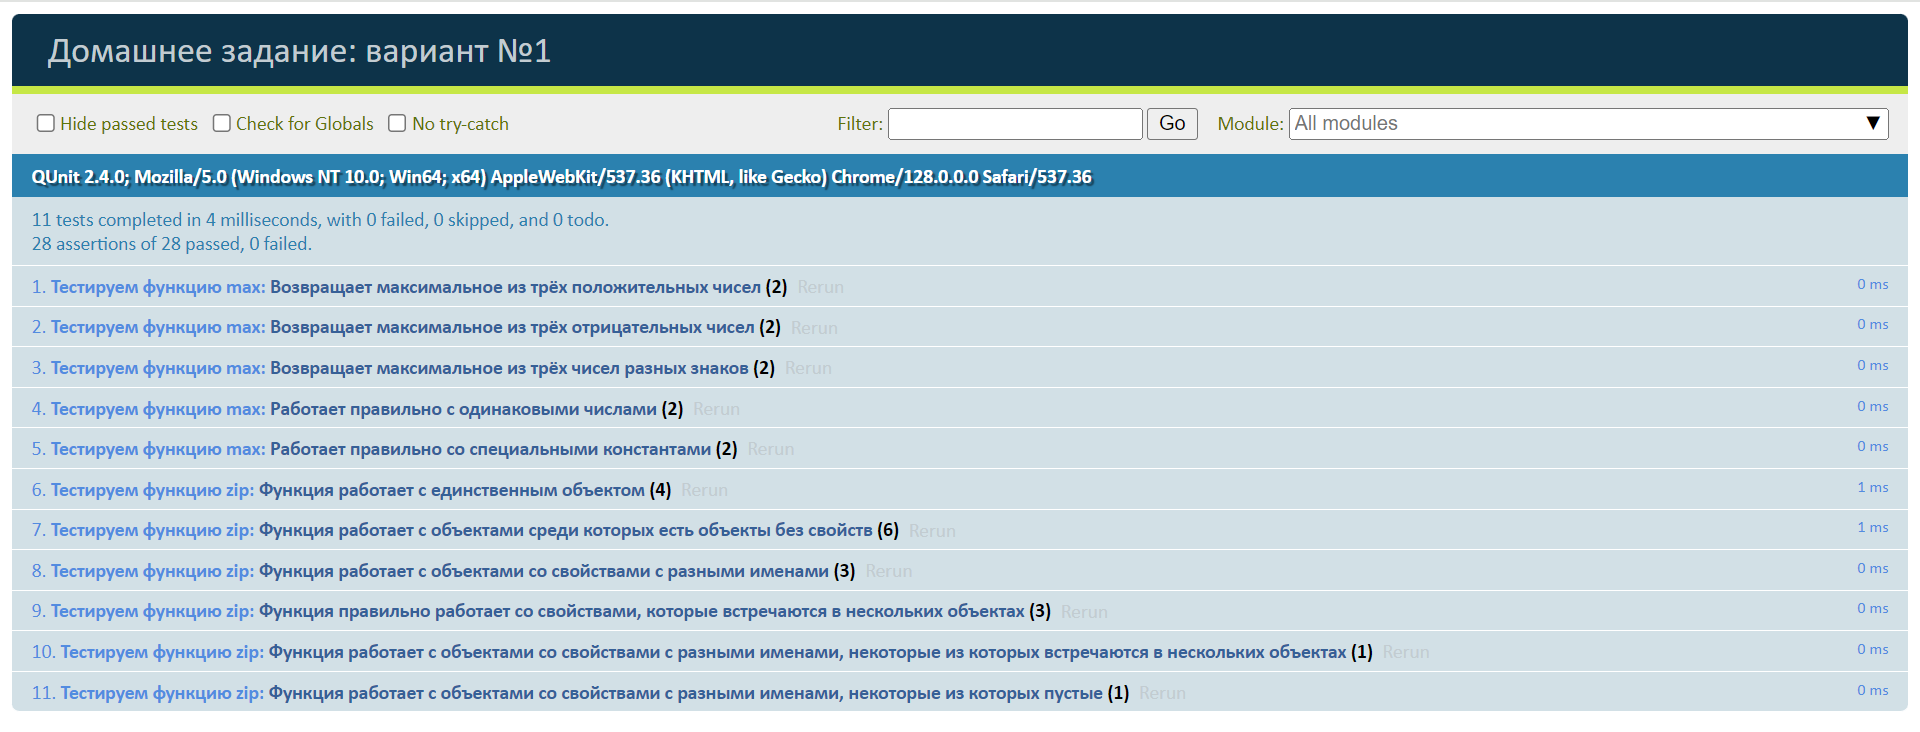 Домашнее задание: вариант №1
Hide passed tests Check for Globals No try-catch Filter: Go Module: All modules ▼
QUnit 2.4.0; Mozilla/5.0 (Windows NT 10.0; Win64; x64) AppleWebKit/537.36 (KHTML, like Gecko) Chrome/128.0.0.0 Safari/537.36
11 tests completed in 4 milliseconds, with 0 failed, 0 skipped, and 0 todo.
28 assertions of 28 passed, 0 failed.
1. Тестируем функцию max: Возвращает максимальное из трёх положительных чисел (2) Rerun 0 ms
2. Тестируем функцию max: Возвращает максимальное из трёх отрицательных чисел (2) Rerun 0 ms
3. Тестируем функцию max: Возвращает максимальное из трёх чисел разных знаков (2) Rerun 0 ms
4. Тестируем функцию max: Работает правильно с одинаковыми числами (2) Rerun 0 ms
5. Тестируем функцию max: Работает правильно со специальными константами (2) Rerun 0 ms
6. Тестируем функцию zip: Функция работает с единственным объектом (4) Rerun 1 ms
7. Тестируем функцию zip: Функция работает с объектами среди которых есть объекты без свойств (6) Rerun 1 ms
8. Тестируем функцию zip: Функция работает с объектами со свойствами с разными именами (3) Rerun 0 ms
9. Тестируем функцию zip: Функция правильно работает со свойствами, которые встречаются в нескольких объектах (3) Rerun 0 ms
10. Тестируем функцию zip: Функция работает с объектами со свойствами с разными именами, некоторые из которых встречаются в нескольких объектах (1) Rerun 0 ms
11. Тестируем функцию zip: Функция работает с объектами со свойствами с разными именами, некоторые из которых пустые (1) Rerun 0 ms